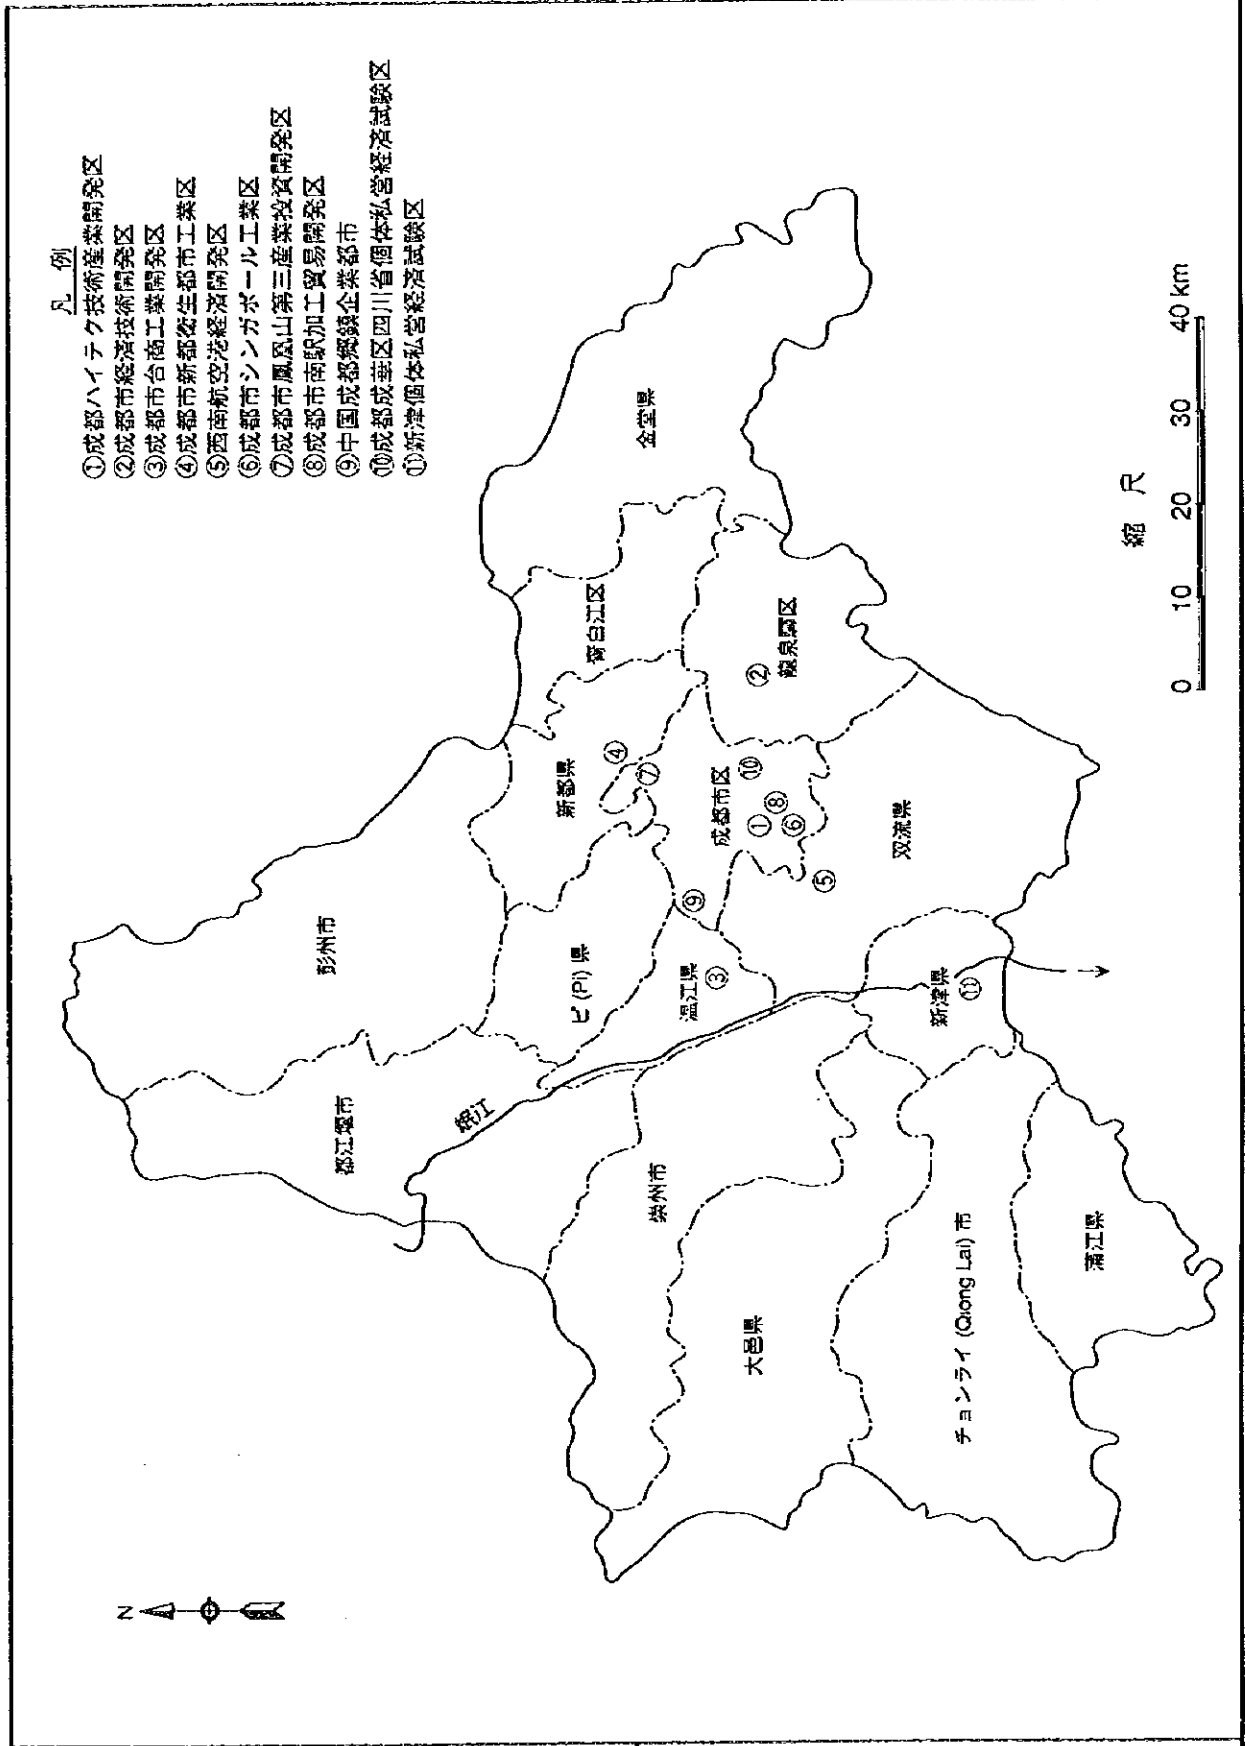 凡例
①成都ハイテク技術産業開発区
②成都市経済技術開発区
③成都市台商工業開発区
④成都市新都衛生都市工業区
⑤西南航空港経済開発区
⑥成都市シンガポール工業区
⑦成都市鳳凰山第三産業投資開発区
⑧成都市南駅加工貿易開発区
⑨中国成都郷鎮企業都市
⑩成都成華区四川省個体私営経済試験区
⑪新津個体私営経済試験区
N
彭州市
都江堰市
岷江
金堂県
青白江区
新都県
④
⑦
ピ(Pi)県
崇州市
温江県
③
⑨
成都市区
①
⑧
⑥
⑩
②
龍泉驛区
⑤
双流県
大邑県
新津県
⑪
チョンライ(Qiong Lai)市
蒲江県
縮尺
0 10 20 30 40 km